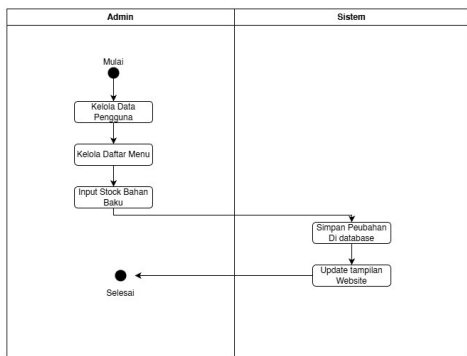 Admin
Sistem
Mulai
Kelola Data
Pengguna
Kelola Daftar Menu
Input Stock Bahan
Baku
Simpan Peubahan
Di database
Update tampilan
Website
Selesai